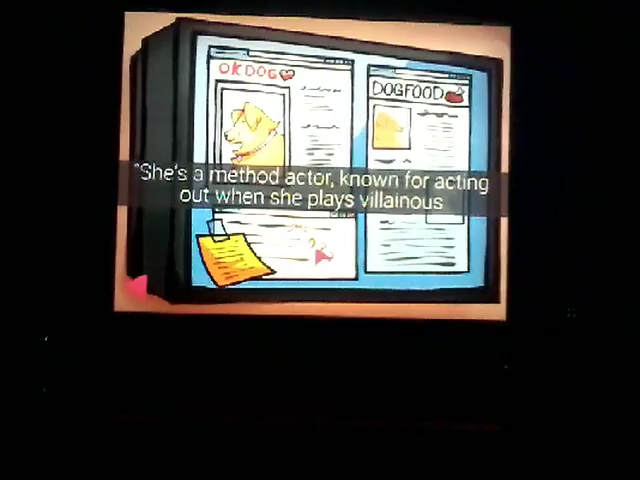 OK DOG
DOGFOOD
"She's a method actor, known for acting
out when she plays villainous